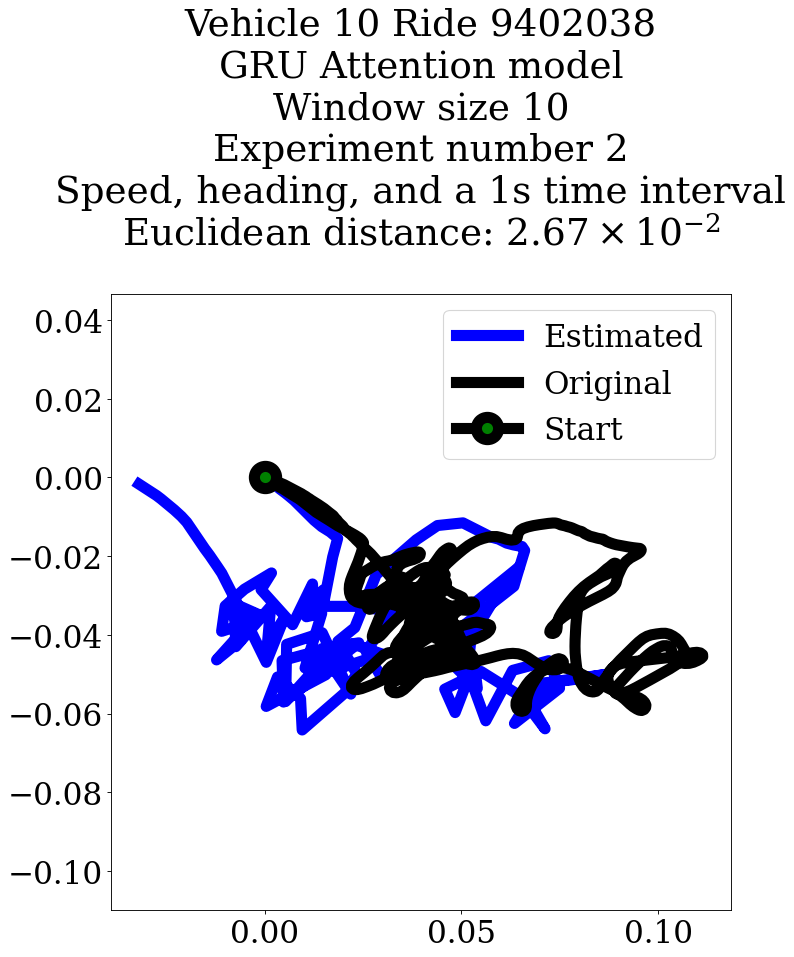 Vehicle 10 Ride 9402038
GRU Attention model
Window size 10
Experiment number 2
Speed, heading, and a 1s time interval
Euclidean distance: 2.67 × 10⁻²
Estimated
Original
Start
0.04
0.02
0.00
−0.02
−0.04
−0.06
−0.08
−0.10
0.00 0.05 0.10